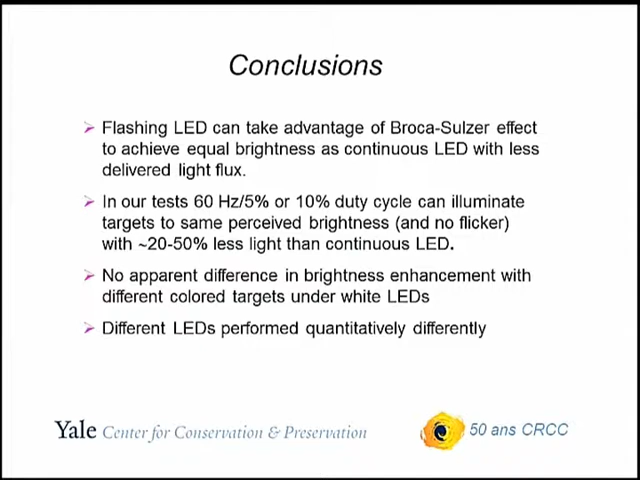 Conclusions
Flashing LED can take advantage of Broca-Sulzer effect
to achieve equal brightness as continuous LED with less
delivered light flux.
In our tests 60 Hz/5% or 10% duty cycle can illuminate
targets to same perceived brightness (and no flicker)
with ~20-50% less light than continuous LED.
No apparent difference in brightness enhancement with
different colored targets under white LEDs
Different LEDs performed quantitatively differently
Yale Center for Conservation & Preservation
50 ans CRCC